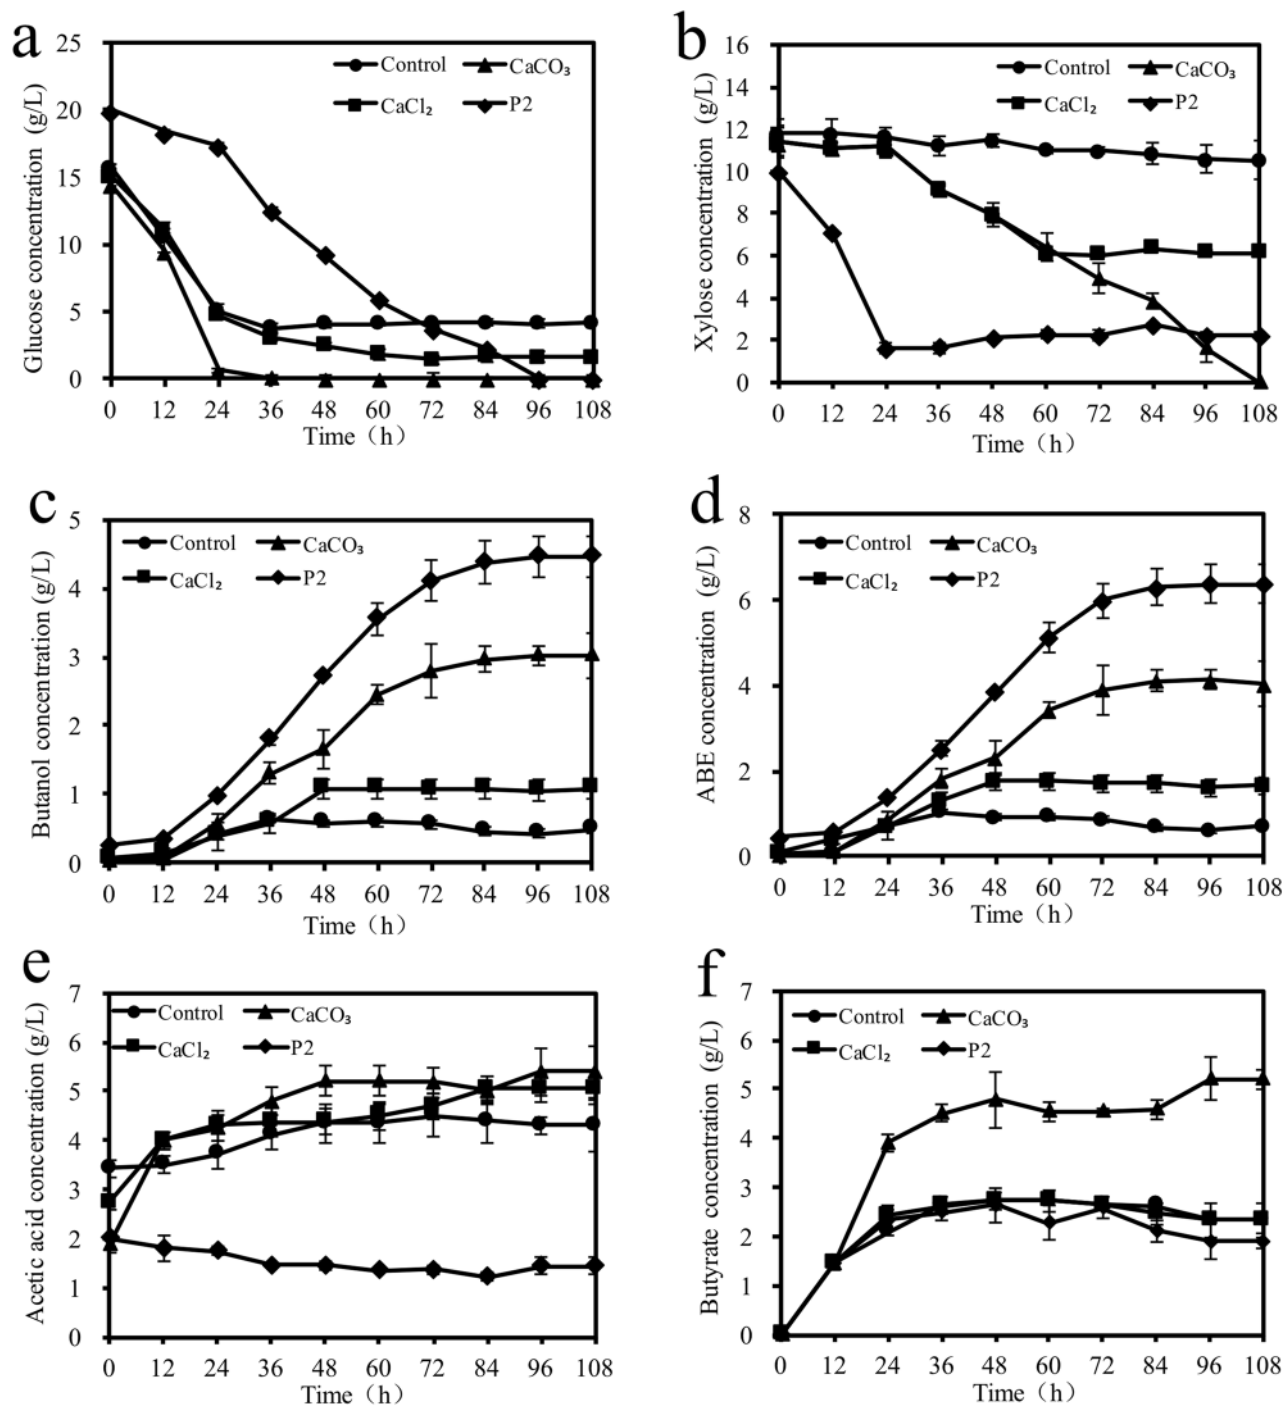 a
Glucose concentration (g/L)
25
20
15
10
5
0
Control
CaCO₃
CaCl₂
P2
0 12 24 36 48 60 72 84 96 108
Time（h）
b
Xylose concentration (g/L)
16
14
12
10
8
6
4
2
0
Control
CaCO₃
CaCl₂
P2
0 12 24 36 48 60 72 84 96 108
Time（h）
c
Butanol concentration (g/L)
5
4
3
2
1
0
Control
CaCO₃
CaCl₂
P2
0 12 24 36 48 60 72 84 96 108
Time（h）
d
ABE concentration (g/L)
8
6
4
2
0
Control
CaCO₃
CaCl₂
P2
0 12 24 36 48 60 72 84 96 108
Time（h）
e
Acetic acid concentration (g/L)
7
6
5
4
3
2
1
0
Control
CaCO₃
CaCl₂
P2
0 12 24 36 48 60 72 84 96 108
Time（h）
f
Butyrate concentration (g/L)
7
6
5
4
3
2
1
0
Control
CaCO₃
CaCl₂
P2
0 12 24 36 48 60 72 84 96 108
Time（h）